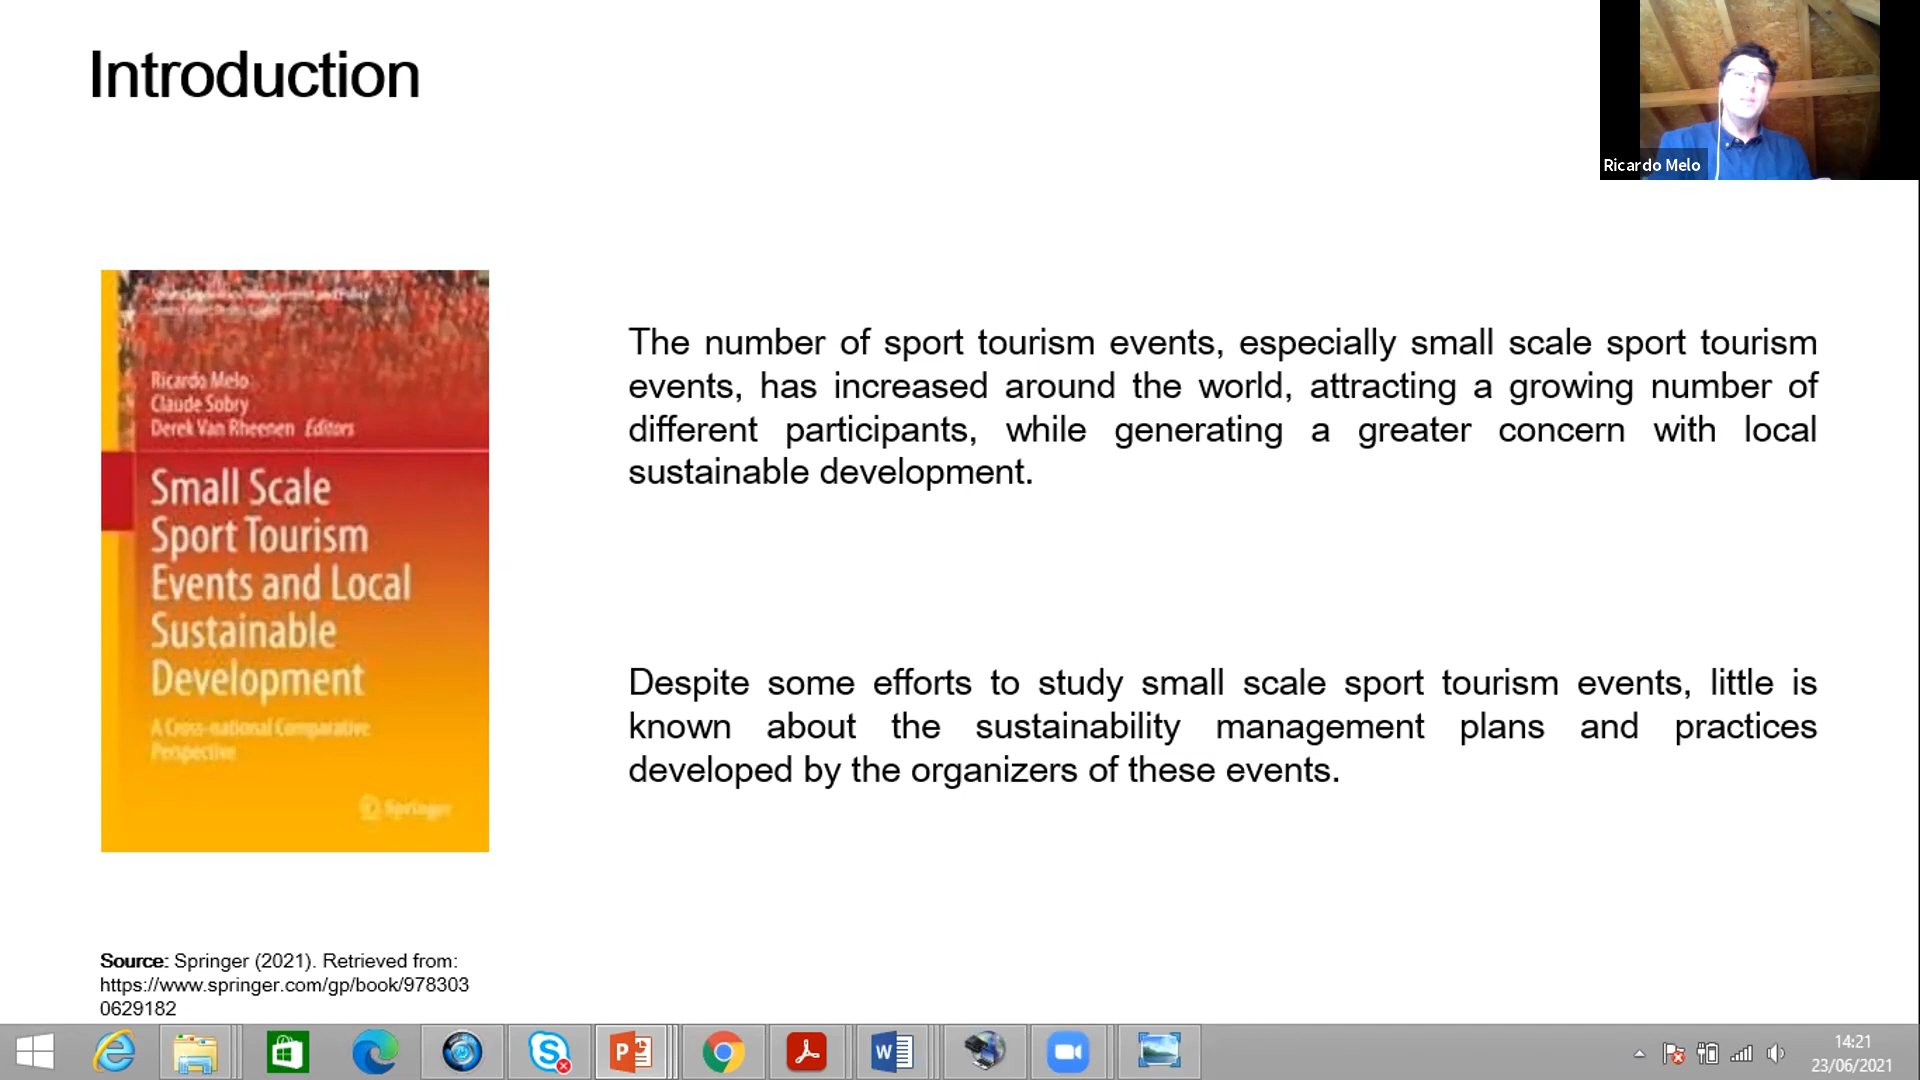 Introduction
Ricardo Melo
Ricardo Melo
Claude Sobry
Derek Van Rheenen Editors
Small Scale
Sport Tourism
Events and Local
Sustainable
Development
A Cross-national Comparative
Perspective
Springer
The number of sport tourism events, especially small scale sport tourism
events, has increased around the world, attracting a growing number of
different participants, while generating a greater concern with local
sustainable development.
Despite some efforts to study small scale sport tourism events, little is
known about the sustainability management plans and practices
developed by the organizers of these events.
Source: Springer (2021). Retrieved from:
https://www.springer.com/gp/book/978303
0629182
14:21
23/06/2021